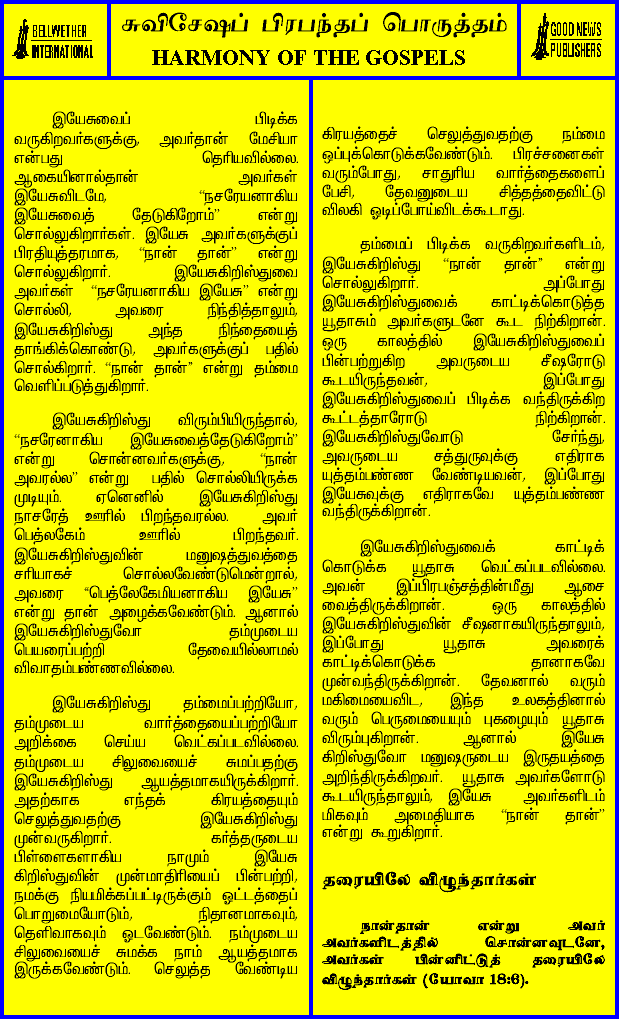 BELLWETHER
INTERNATIONAL
சுவிசேஷப் பிரபந்தப் பொருத்தம்
HARMONY OF THE GOSPELS
GOOD NEWS
PUBLISHERS
இயேசுவைப் பிடிக்க
வருகிறவர்களுக்கு, அவர்தான் மேசியா
என்பது தெரியவில்லை.
ஆகையினால்தான் அவர்கள்
இயேசுவிடமே, “நசரேயனாகிய
இயேசுவைத் தேடுகிறோம்” என்று
சொல்லுகிறார்கள். இயேசு அவர்களுக்குப்
பிரதியுத்தரமாக, “நான் தான்” என்று
சொல்லுகிறார். இயேசுகிறிஸ்துவை
அவர்கள் “நசரேயனாகிய இயேசு” என்று
சொல்லி, அவரை நிந்தித்தாலும்,
இயேசுகிறிஸ்து அந்த நிந்தையைத்
தாங்கிக்கொண்டு, அவர்களுக்குப் பதில்
சொல்கிறார். “நான் தான்” என்று தம்மை
வெளிப்படுத்துகிறார்.
இயேசுகிறிஸ்து விரும்பியிருந்தால்,
“நசரேனாகிய இயேசுவைத்தேடுகிறோம்”
என்று சொன்னவர்களுக்கு, “நான்
அவரல்ல” என்று பதில் சொல்லியிருக்க
முடியும். ஏனெனில் இயேசுகிறிஸ்து
நாசரேத் ஊரில் பிறந்தவரல்ல. அவர்
பெத்லகேம் ஊரில் பிறந்தவர்.
இயேசுகிறிஸ்துவின் மனுஷத்துவத்தை
சரியாகச் சொல்லவேண்டுமென்றால்,
அவரை “பெத்லேகேமியனாகிய இயேசு”
என்று தான் அழைக்கவேண்டும். ஆனால்
இயேசுகிறிஸ்துவோ தம்முடைய
பெயரைப்பற்றி தேவையில்லாமல்
விவாதம்பண்ணவில்லை.
இயேசுகிறிஸ்து தம்மைப்பற்றியோ,
தம்முடைய வார்த்தையைப்பற்றியோ
அறிக்கை செய்ய வெட்கப்படவில்லை.
தம்முடைய சிலுவையைச் சுமப்பதற்கு
இயேசுகிறிஸ்து ஆயத்தமாகயிருக்கிறார்.
அதற்காக எந்தக் கிரயத்தையும்
செலுத்துவதற்கு இயேசுகிறிஸ்து
முன்வருகிறார். கர்த்தருடைய
பிள்ளைகளாகிய நாமும் இயேசு
கிறிஸ்துவின் முன்மாதிரியைப் பின்பற்றி,
நமக்கு நியமிக்கப்பட்டிருக்கும் ஓட்டத்தைப்
பொறுமையோடும், நிதானமாகவும்,
தெளிவாகவும் ஓடவேண்டும். நம்முடைய
சிலுவையைச் சுமக்க நாம் ஆயத்தமாக
இருக்கவேண்டும். செலுத்த வேண்டிய
கிரயத்தைச் செலுத்துவதற்கு நம்மை
ஒப்புக்கொடுக்கவேண்டும். பிரச்சனைகள்
வரும்போது, சாதுரிய வார்த்தைகளைப்
பேசி, தேவனுடைய சித்தத்தைவிட்டு
விலகி ஓடிப்போய்விடக்கூடாது.
தம்மைப் பிடிக்க வருகிறவர்களிடம்,
இயேசுகிறிஸ்து “நான் தான்” என்று
சொல்லுகிறார். அப்போது
இயேசுகிறிஸ்துவைக் காட்டிக்கொடுத்த
யூதாசும் அவர்களுடனே கூட நிற்கிறான்.
ஒரு காலத்தில் இயேசுகிறிஸ்துவைப்
பின்பற்றுகிற அவருடைய சீஷரோடு
கூடயிருந்தவன், இப்போது
இயேசுகிறிஸ்துவைப் பிடிக்க வந்திருக்கிற
கூட்டத்தாரோடு நிற்கிறான்.
இயேசுகிறிஸ்துவோடு சேர்ந்து,
அவருடைய சத்துருவுக்கு எதிராக
யுத்தம்பண்ண வேண்டியவன், இப்போது
இயேசுவுக்கு எதிராகவே யுத்தம்பண்ண
வந்திருக்கிறான்.
இயேசுகிறிஸ்துவைக் காட்டிக்
கொடுக்க யூதாசு வெட்கப்படவில்லை.
அவன் இப்பிரபஞ்சத்தின்மீது ஆசை
வைத்திருக்கிறான். ஒரு காலத்தில்
இயேசுகிறிஸ்துவின் சீஷனாகயிருந்தாலும்,
இப்போது யூதாசு அவரைக்
காட்டிக்கொடுக்க தானாகவே
முன்வந்திருக்கிறான். தேவனால் வரும்
மகிமையைவிட, இந்த உலகத்தினால்
வரும் பெருமையையும் புகழையும் யூதாசு
விரும்புகிறான். ஆனால் இயேசு
கிறிஸ்துவோ மனுஷருடைய இருதயத்தை
அறிந்திருக்கிறவர். யூதாசு அவர்களோடு
கூடயிருந்தாலும், இயேசு அவர்களிடம்
மிகவும் அமைதியாக “நான் தான்”
என்று கூறுகிறார்.
தரையிலே விழுந்தார்கள்
நான்தான் என்று அவர்
அவர்களிடத்தில் சொன்னவுடனே,
அவர்கள் பின்னிட்டுத் தரையிலே
விழுந்தார்கள் (யோவா 18:6).